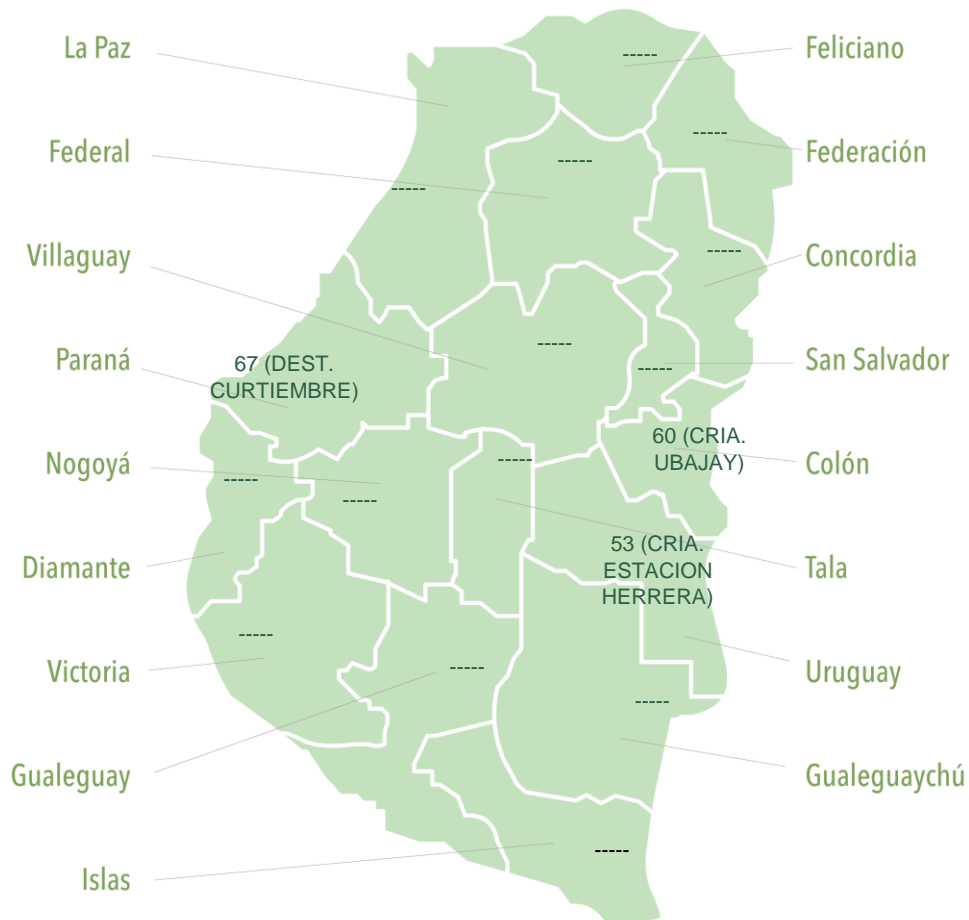 La Paz
-----
Feliciano
Federal
-----
-----
Federación
-----
Villaguay
-----
Concordia
Paraná
67 (DEST.
CURTIEMBRE)
-----
-----
San Salvador
Nogoyá
-----
-----
-----
60 (CRIA.
UBAJAY)
Colón
Diamante
53 (CRIA.
ESTACION
HERRERA)
Tala
Victoria
-----
-----
Uruguay
Gualeguay
-----
Gualeguaychú
Islas
-----